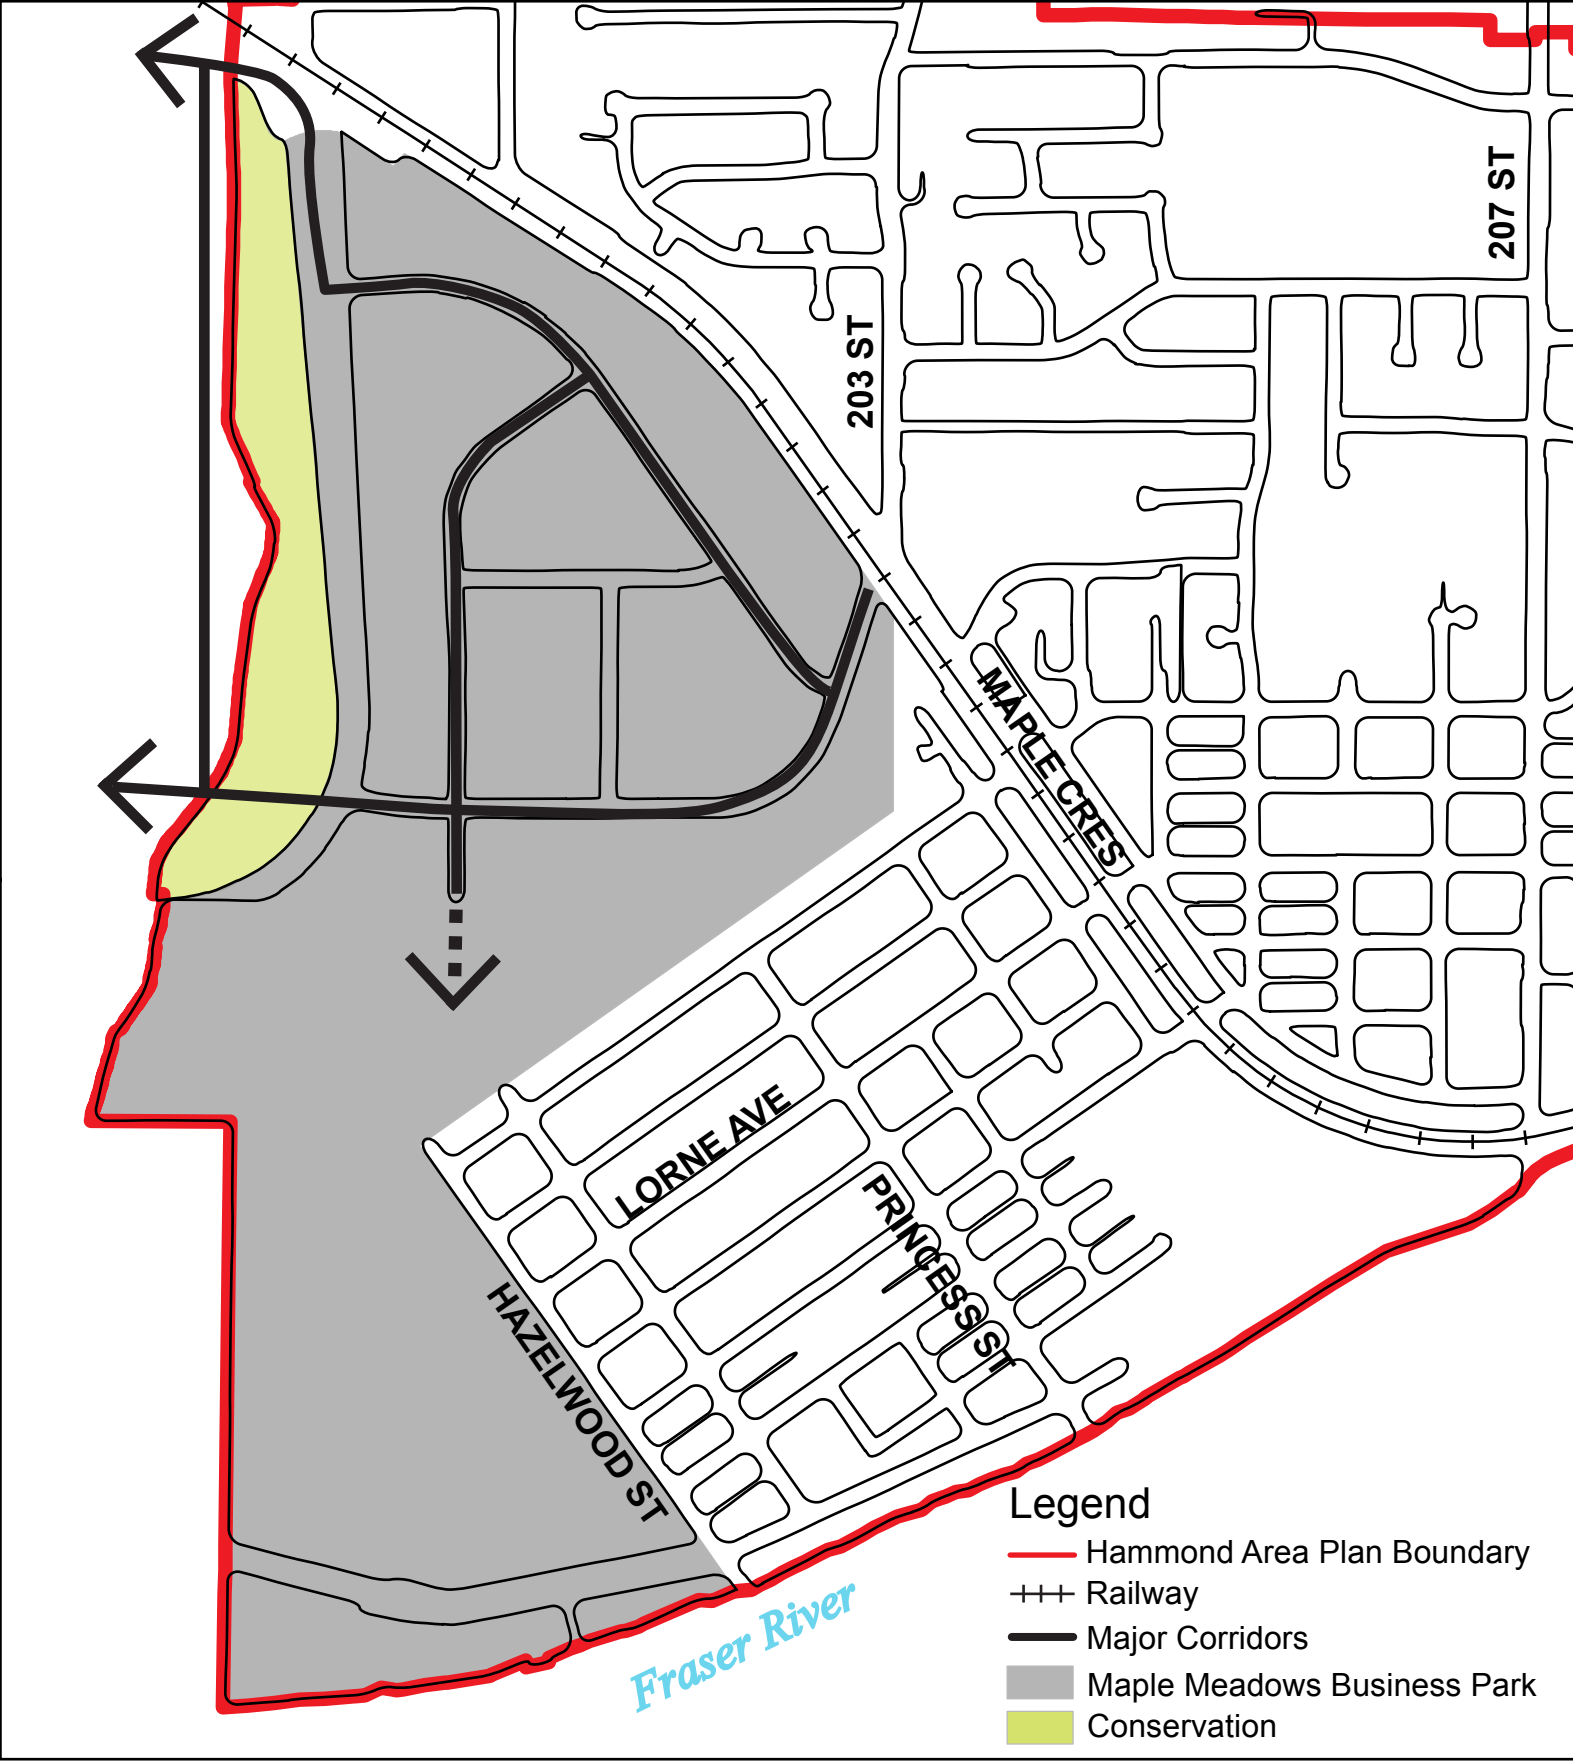 207 ST
203 ST
MAPLE CRES
LORNE AVE
PRINCESS ST
HAZELWOOD ST
Fraser River
Legend
Hammond Area Plan Boundary
Railway
Major Corridors
Maple Meadows Business Park
Conservation